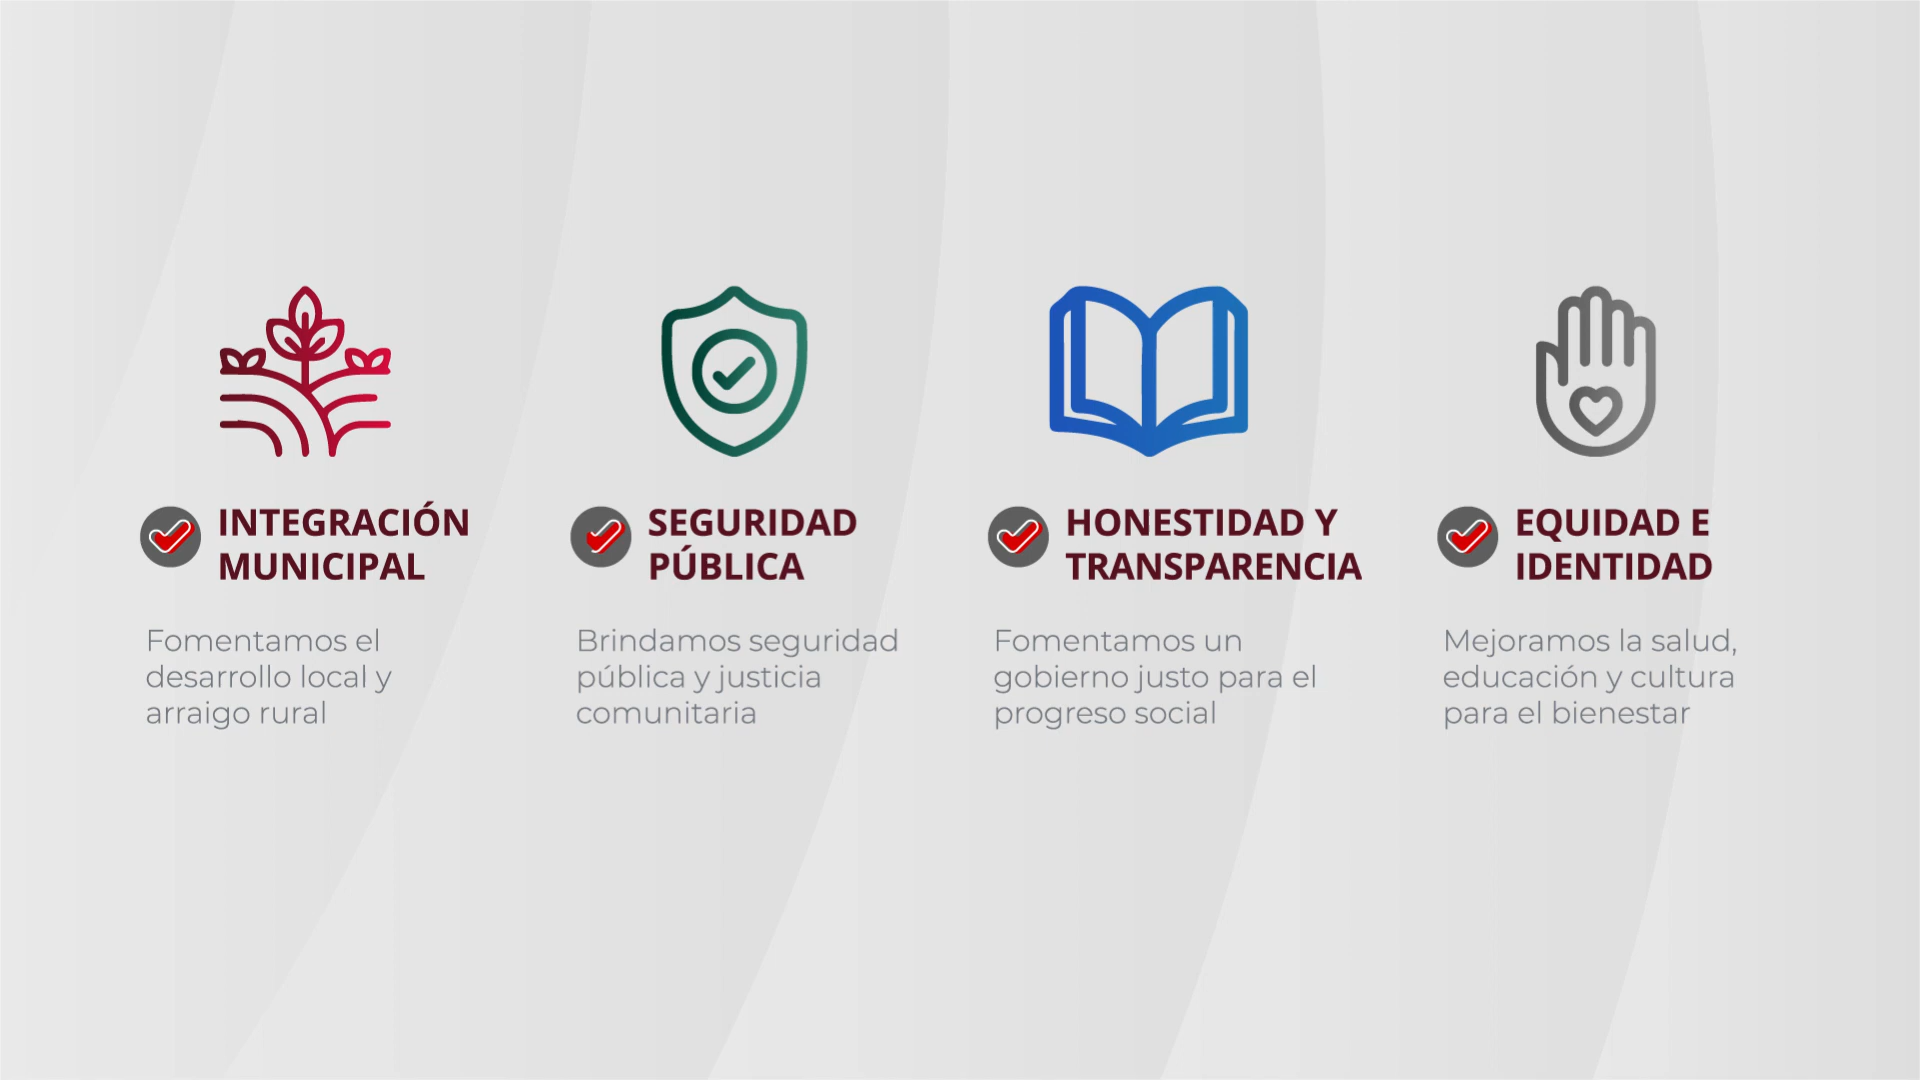 INTEGRACIÓN
MUNICIPAL
Fomentamos el
desarrollo local y
arraigo rural
SEGURIDAD
PÚBLICA
Brindamos seguridad
pública y justicia
comunitaria
HONESTIDAD Y
TRANSPARENCIA
Fomentamos un
gobierno justo para el
progreso social
EQUIDAD E
IDENTIDAD
Mejoramos la salud,
educación y cultura
para el bienestar